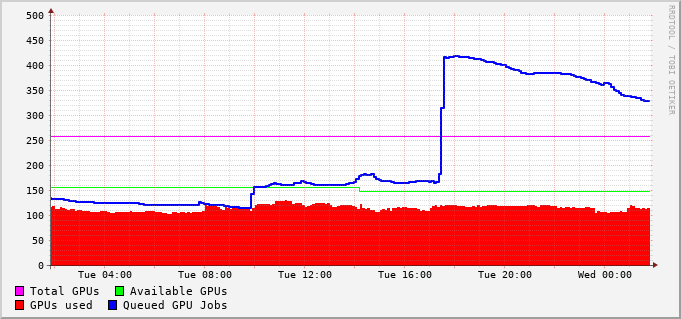 500
450
400
350
300
250
200
150
100
50
0
Tue 04:00 Tue 08:00 Tue 12:00 Tue 16:00 Tue 20:00 Wed 00:00
Total GPUs Available GPUs
GPUs used Queued GPU Jobs
RRDTOOL / TOBI OETIKER